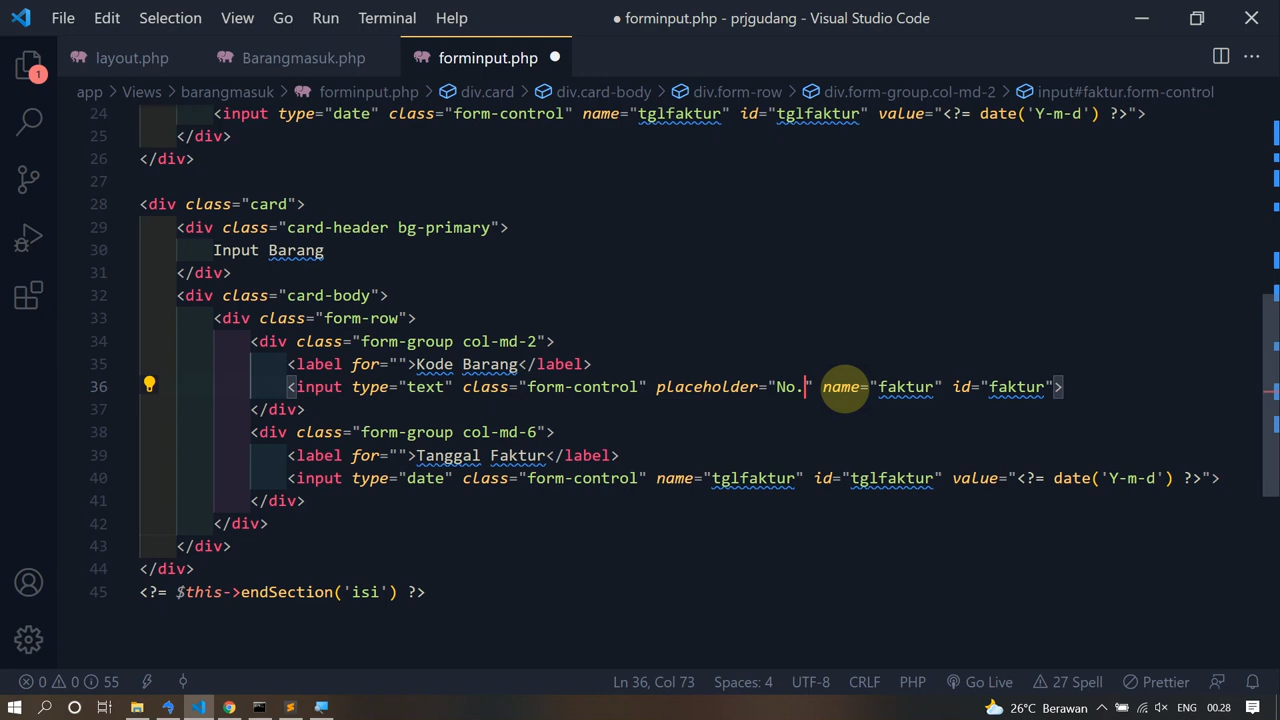 File Edit Selection View Go Run Terminal Help ● forminput.php - prjgudang - Visual Studio Code
layout.php Barangmasuk.php forminput.php
app > Views > barangmasuk > forminput.php > div.card > div.card-body > div.form-row > div.form-group.col-md-2 > input#faktur.form-control
1
24 <input type="date" class="form-control" name="tglfaktur" id="tglfaktur" value="<?= date('Y-m-d') ?>">
25 </div>
26 </div>
27
28 <div class="card">
29 <div class="card-header bg-primary">
30 Input Barang
31 </div>
32 <div class="card-body">
33 <div class="form-row">
34 <div class="form-group col-md-2">
35 <label for="">Kode Barang</label>
36 <input type="text" class="form-control" placeholder="No." name="faktur" id="faktur">
37 </div>
38 <div class="form-group col-md-6">
39 <label for="">Tanggal Faktur</label>
40 <input type="date" class="form-control" name="tglfaktur" id="tglfaktur" value="<?= date('Y-m-d') ?>">
41 </div>
42 </div>
43 </div>
44 </div>
45 <?= $this->endSection('isi') ?>
0 0 55 Ln 36, Col 73 Spaces: 4 UTF-8 CRLF PHP Go Live 27 Spell Prettier
26°C Berawan ENG 00.28